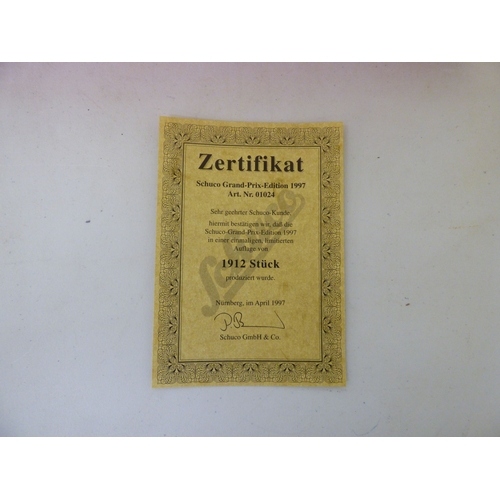 Zertifikat
Schuco Grand-Prix-Edition 1997
Art. Nr. 01024
Sehr geehrter Schuco-Kunde,
hiermit bestätigen wir, daß die
Schuco-Grand-Prix-Edition 1997
in einer einmaligen, limitierten
Auflage von
1912 Stück
produziert wurde.
Nürnberg, im April 1997
Schuco GmbH & Co.